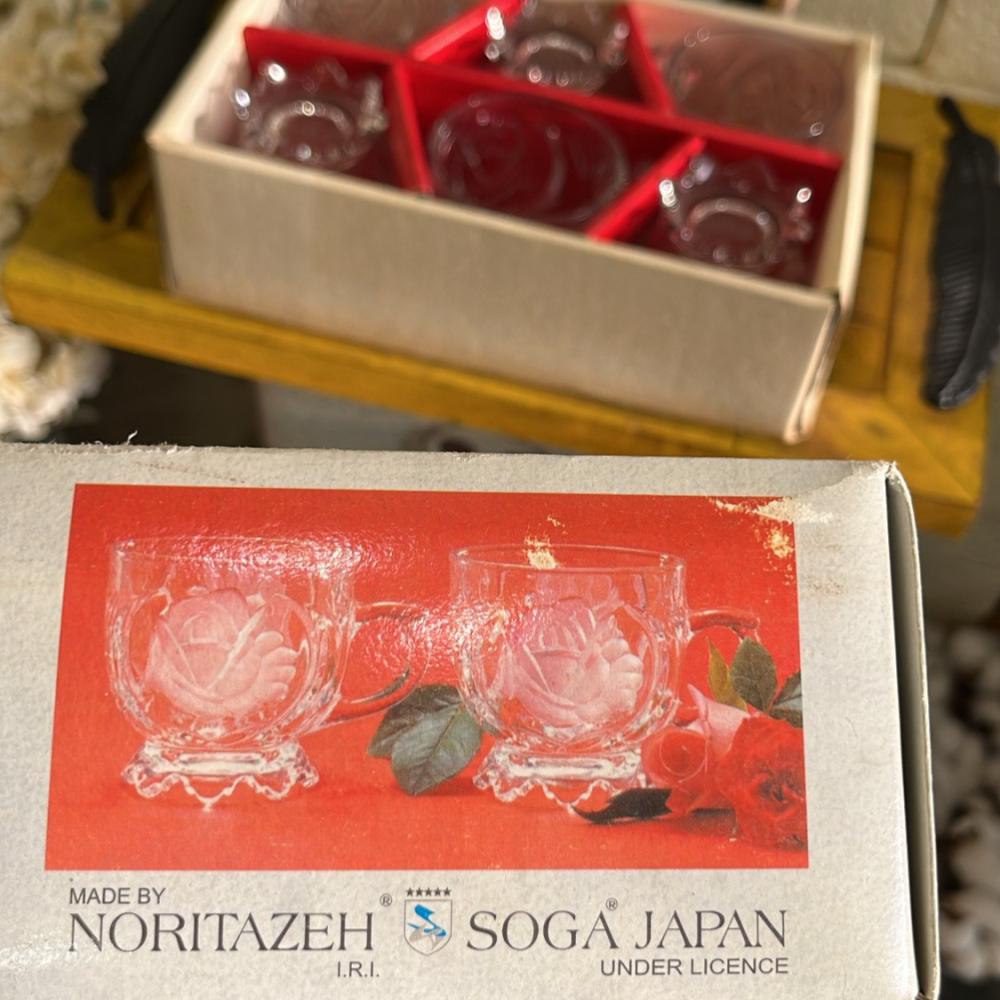 MADE BY
NORITAZEH® SOGA® JAPAN
I.R.I. UNDER LICENCE